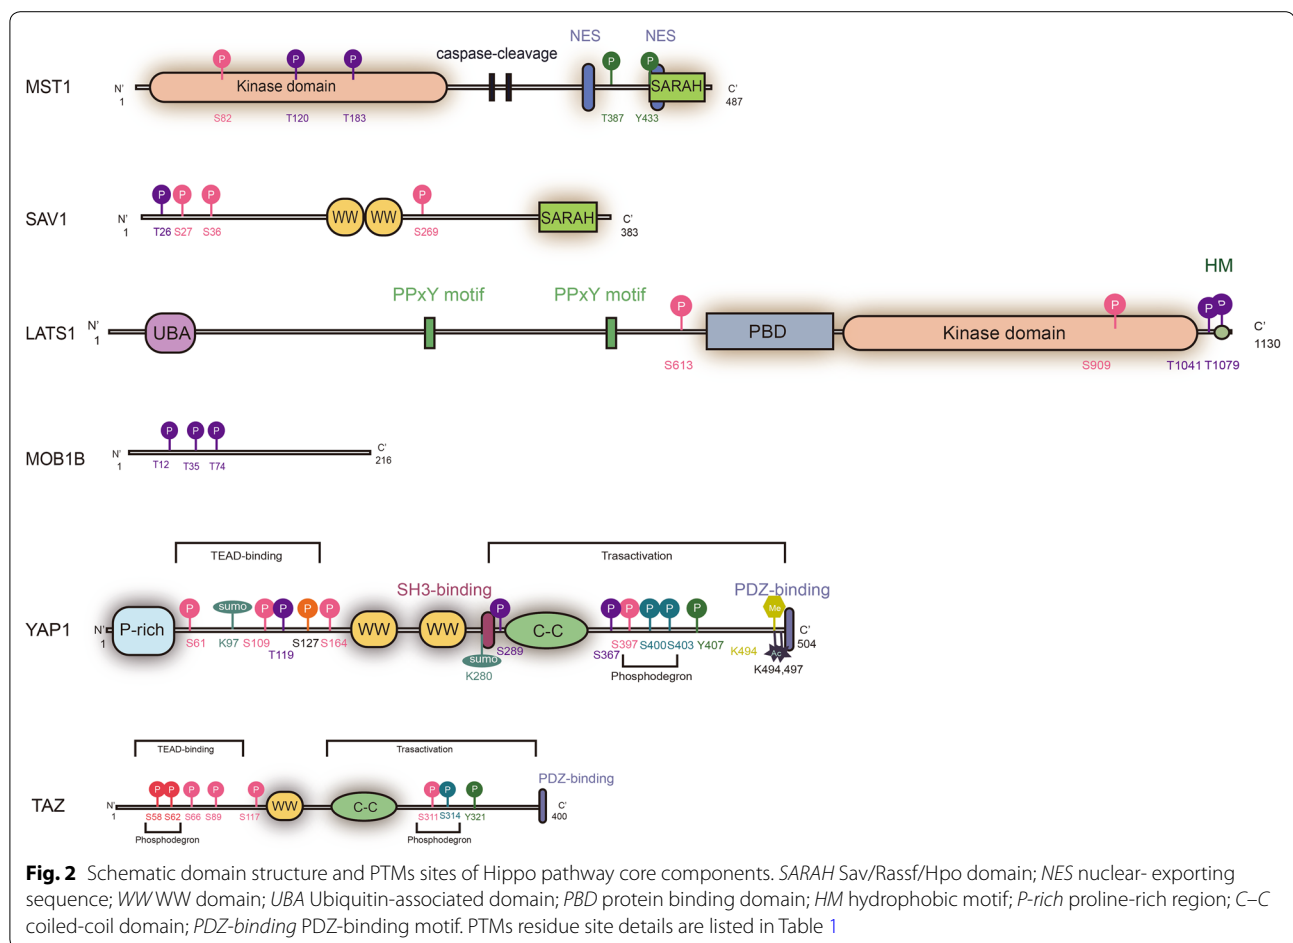 NES NES
caspase-cleavage
P P P P P
MST1 N' 1 Kinase domain SARAH C' 487
S82 T120 T183 T387 Y433
P P P P
SAV1 N' 1 WW WW SARAH C' 383
T26 S27 S36 S269
HM
PPxY motif PPxY motif
P P P P
LATS1 N' 1 UBA PBD Kinase domain C' 1130
S613 S909 T1041 T1079
P P P
MOB1B N' 1 C' 216
T12 T35 T74
TEAD-binding Trasactivation
SH3-binding PDZ-binding
P sumo P P P P P P P P P P Me
YAP1 N' 1 P-rich WW WW C-C C' 504
S61 K97 S109 T119 S127 S164 sumo K280 S289 S367 S397 S400 S403 Y407 K494 Ac K494,497
Phosphodegron
TEAD-binding Trasactivation
PDZ-binding
P P P P P P P P
TAZ N' 1 WW C-C C' 400
S58 S62 S66 S89 S117 S311 S314 Y321
Phosphodegron Phosphodegron
Fig. 2 Schematic domain structure and PTMs sites of Hippo pathway core components. SARAH Sav/Rassf/Hpo domain; NES nuclear- exporting
sequence; WW WW domain; UBA Ubiquitin-associated domain; PBD protein binding domain; HM hydrophobic motif; P-rich proline-rich region; C–C
coiled-coil domain; PDZ-binding PDZ-binding motif. PTMs residue site details are listed in Table 1